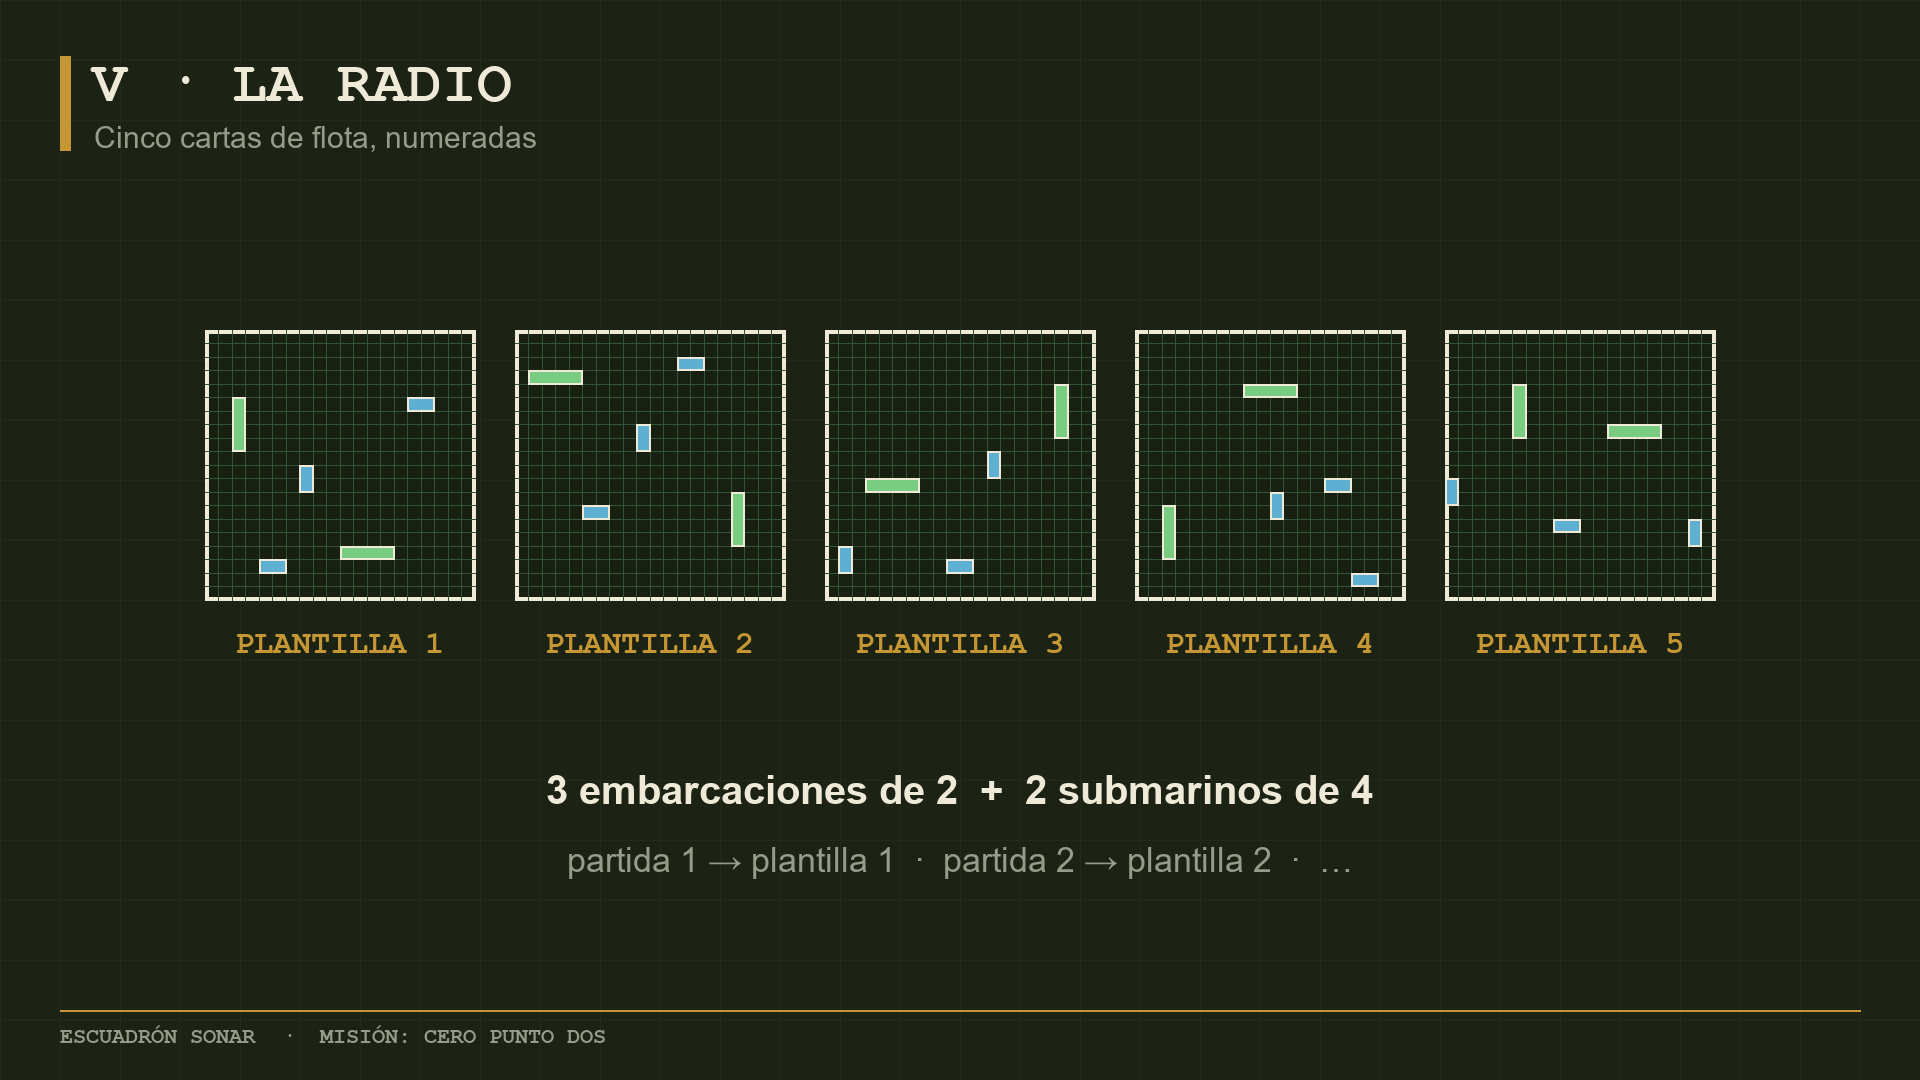 V · LA RADIO
Cinco cartas de flota, numeradas
PLANTILLA 1
PLANTILLA 2
PLANTILLA 3
PLANTILLA 4
PLANTILLA 5
3 embarcaciones de 2 + 2 submarinos de 4
partida 1 → plantilla 1 · partida 2 → plantilla 2 · …
ESCUADRÓN SONAR · MISIÓN: CERO PUNTO DOS